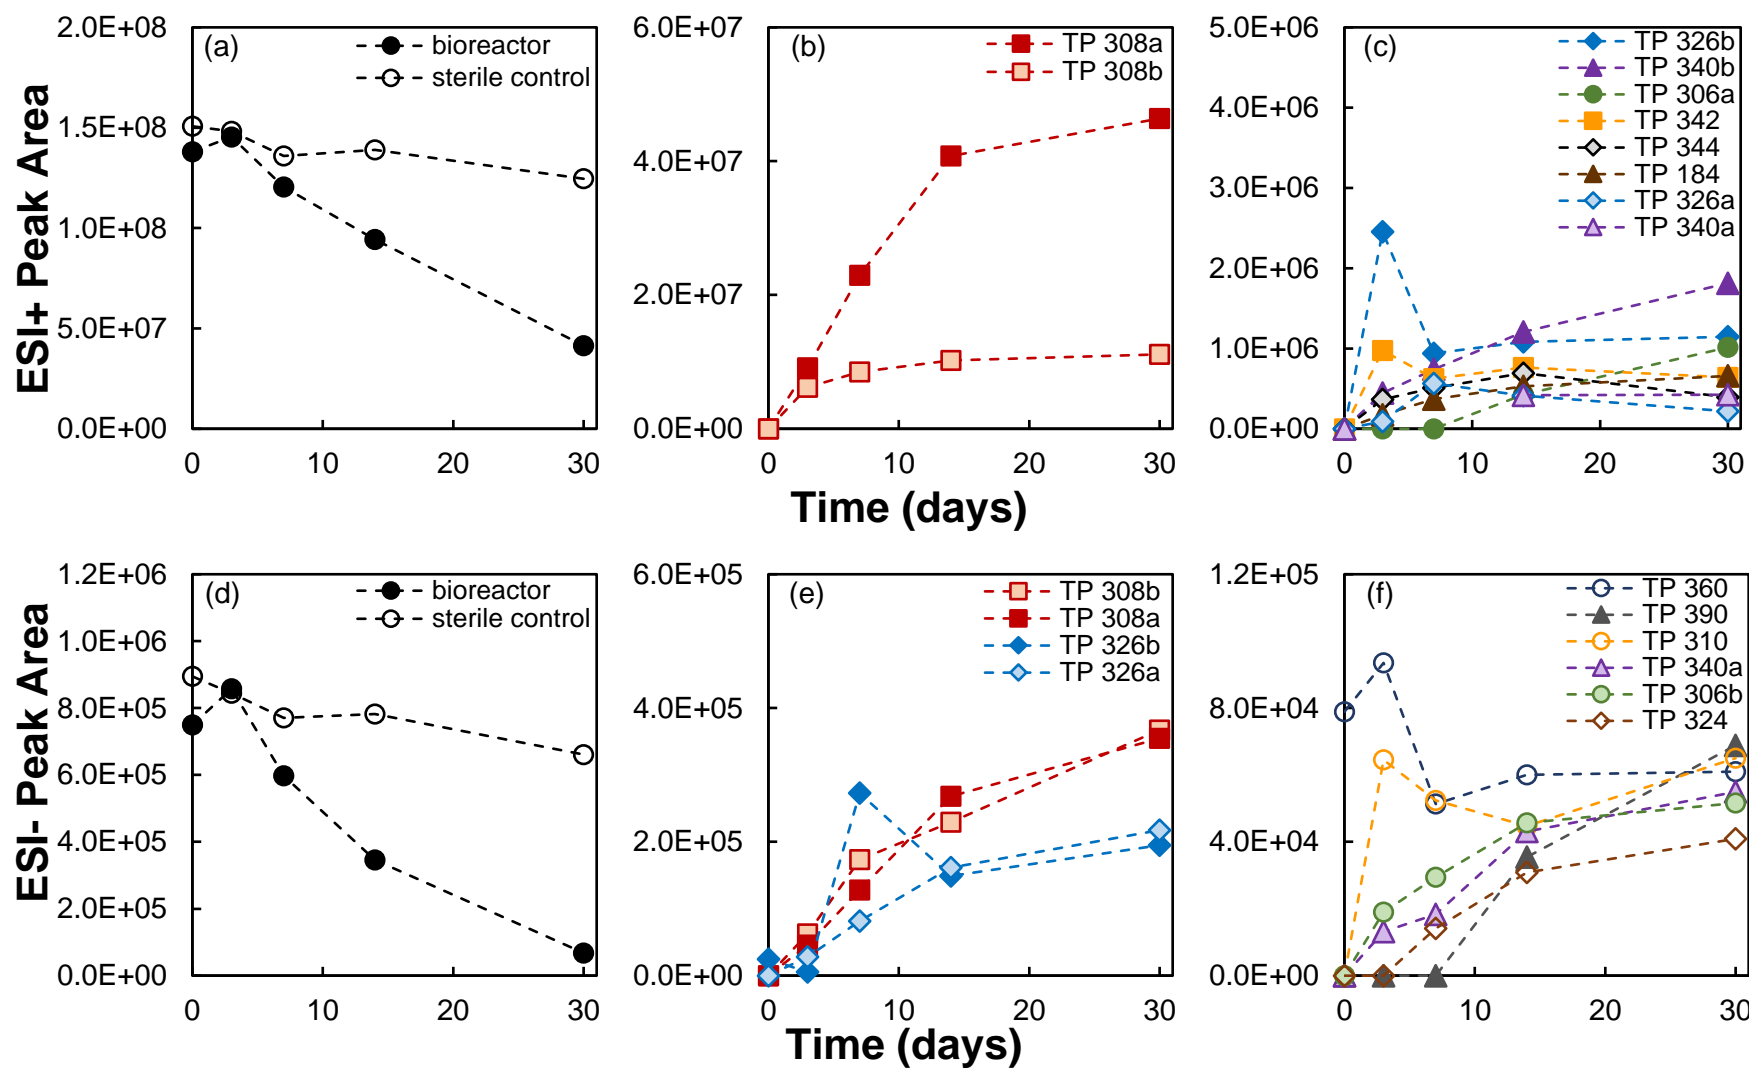 ESI+ Peak Area
2.0E+08
1.5E+08
1.0E+08
5.0E+07
0.0E+00
(a)
bioreactor
sterile control
0 10 20 30
6.0E+07
4.0E+07
2.0E+07
0.0E+00
(b)
TP 308a
TP 308b
0 10 20 30
5.0E+06
4.0E+06
3.0E+06
2.0E+06
1.0E+06
0.0E+00
(c)
TP 326b
TP 340b
TP 306a
TP 342
TP 344
TP 184
TP 326a
TP 340a
0 10 20 30
Time (days)
ESI- Peak Area
1.2E+06
1.0E+06
8.0E+05
6.0E+05
4.0E+05
2.0E+05
0.0E+00
(d)
bioreactor
sterile control
0 10 20 30
6.0E+05
4.0E+05
2.0E+05
0.0E+00
(e)
TP 308b
TP 308a
TP 326b
TP 326a
0 10 20 30
1.2E+05
8.0E+04
4.0E+04
0.0E+00
(f)
TP 360
TP 390
TP 310
TP 340a
TP 306b
TP 324
0 10 20 30
Time (days)